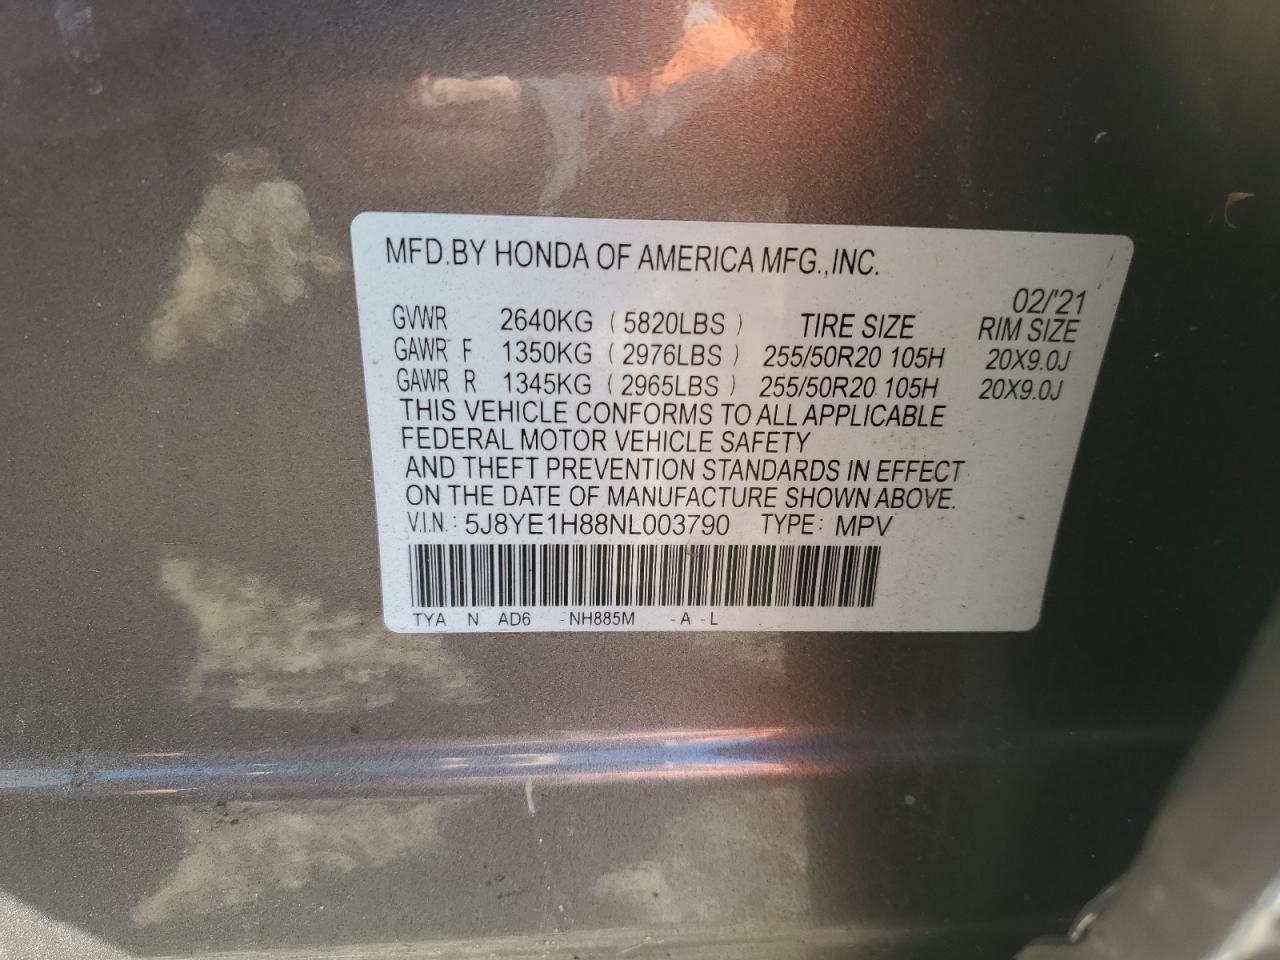 MFD.BY HONDA OF AMERICA MFG.,INC.
02/'21
GVWR 2640KG (5820LBS) TIRE SIZE RIM SIZE
GAWR F 1350KG (2976LBS) 255/50R20 105H 20X9.0J
GAWR R 1345KG (2965LBS) 255/50R20 105H 20X9.0J
THIS VEHICLE CONFORMS TO ALL APPLICABLE
FEDERAL MOTOR VEHICLE SAFETY
AND THEFT PREVENTION STANDARDS IN EFFECT
ON THE DATE OF MANUFACTURE SHOWN ABOVE.
V.I.N.: 5J8YE1H88NL003790 TYPE: MPV
TYA N AD6 -NH885M -A -L